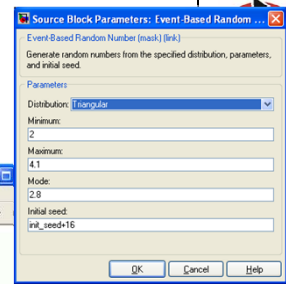 Source Block Parameters: Event-Based Random ...
Event-Based Random Number (mask) (link)
Generate random numbers from the specified distribution, parameters,
and initial seed.
Parameters
Distribution: Triangular
Minimum:
2
Maximum:
4.1
Mode:
2.8
Initial seed:
init_seed+16
OK Cancel Help